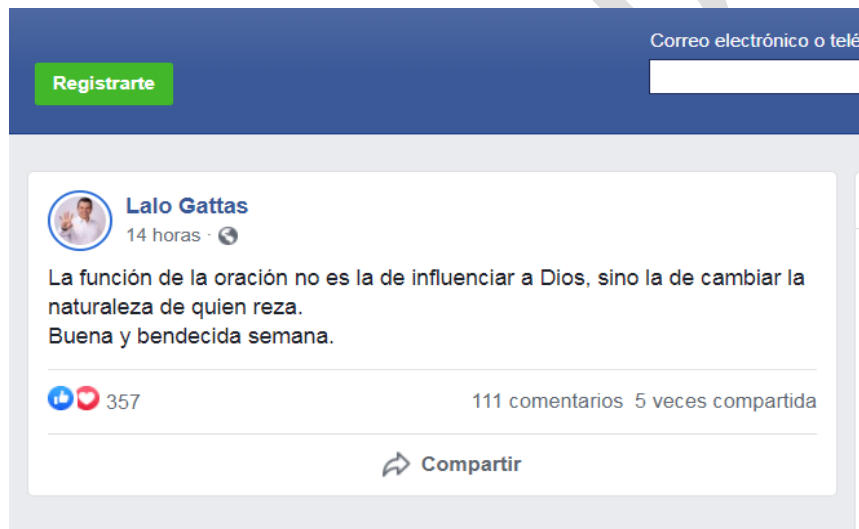 Correo electrónico o telé
Registrarte
Lalo Gattas
14 horas ·
La función de la oración no es la de influenciar a Dios, sino la de cambiar la
naturaleza de quien reza.
Buena y bendecida semana.
357
111 comentarios 5 veces compartida
Compartir